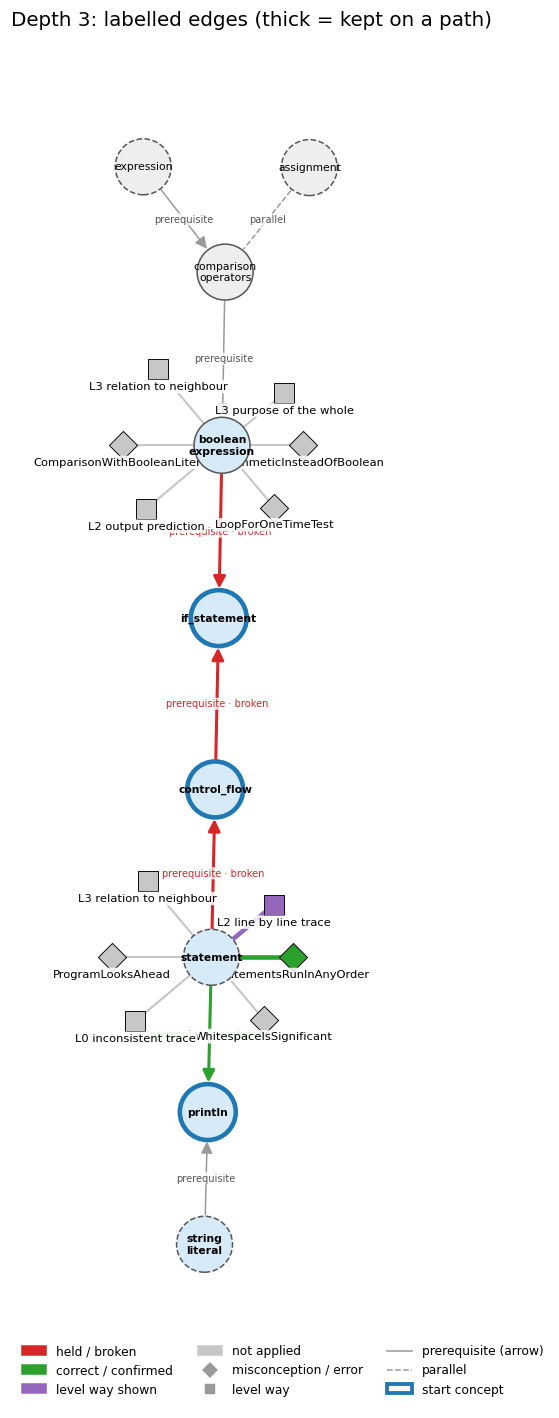 Depth 3: labelled edges (thick = kept on a path)
expression
assignment
prerequisite
parallel
comparison
operators
prerequisite
L3 relation to neighbour
L3 purpose of the whole
boolean
expression
L2 output prediction
LoopForOneTimeTest
prerequisite · broken
if_statement
prerequisite · broken
control_flow
prerequisite · broken
L3 relation to neighbour
L2 line by line trace
statement
ProgramLooksAhead
L0 inconsistent trace
WhitespaceIsSignificant
println
prerequisite
string
literal
held / broken
correct / confirmed
level way shown
not applied
misconception / error
level way
prerequisite (arrow)
parallel
start concept